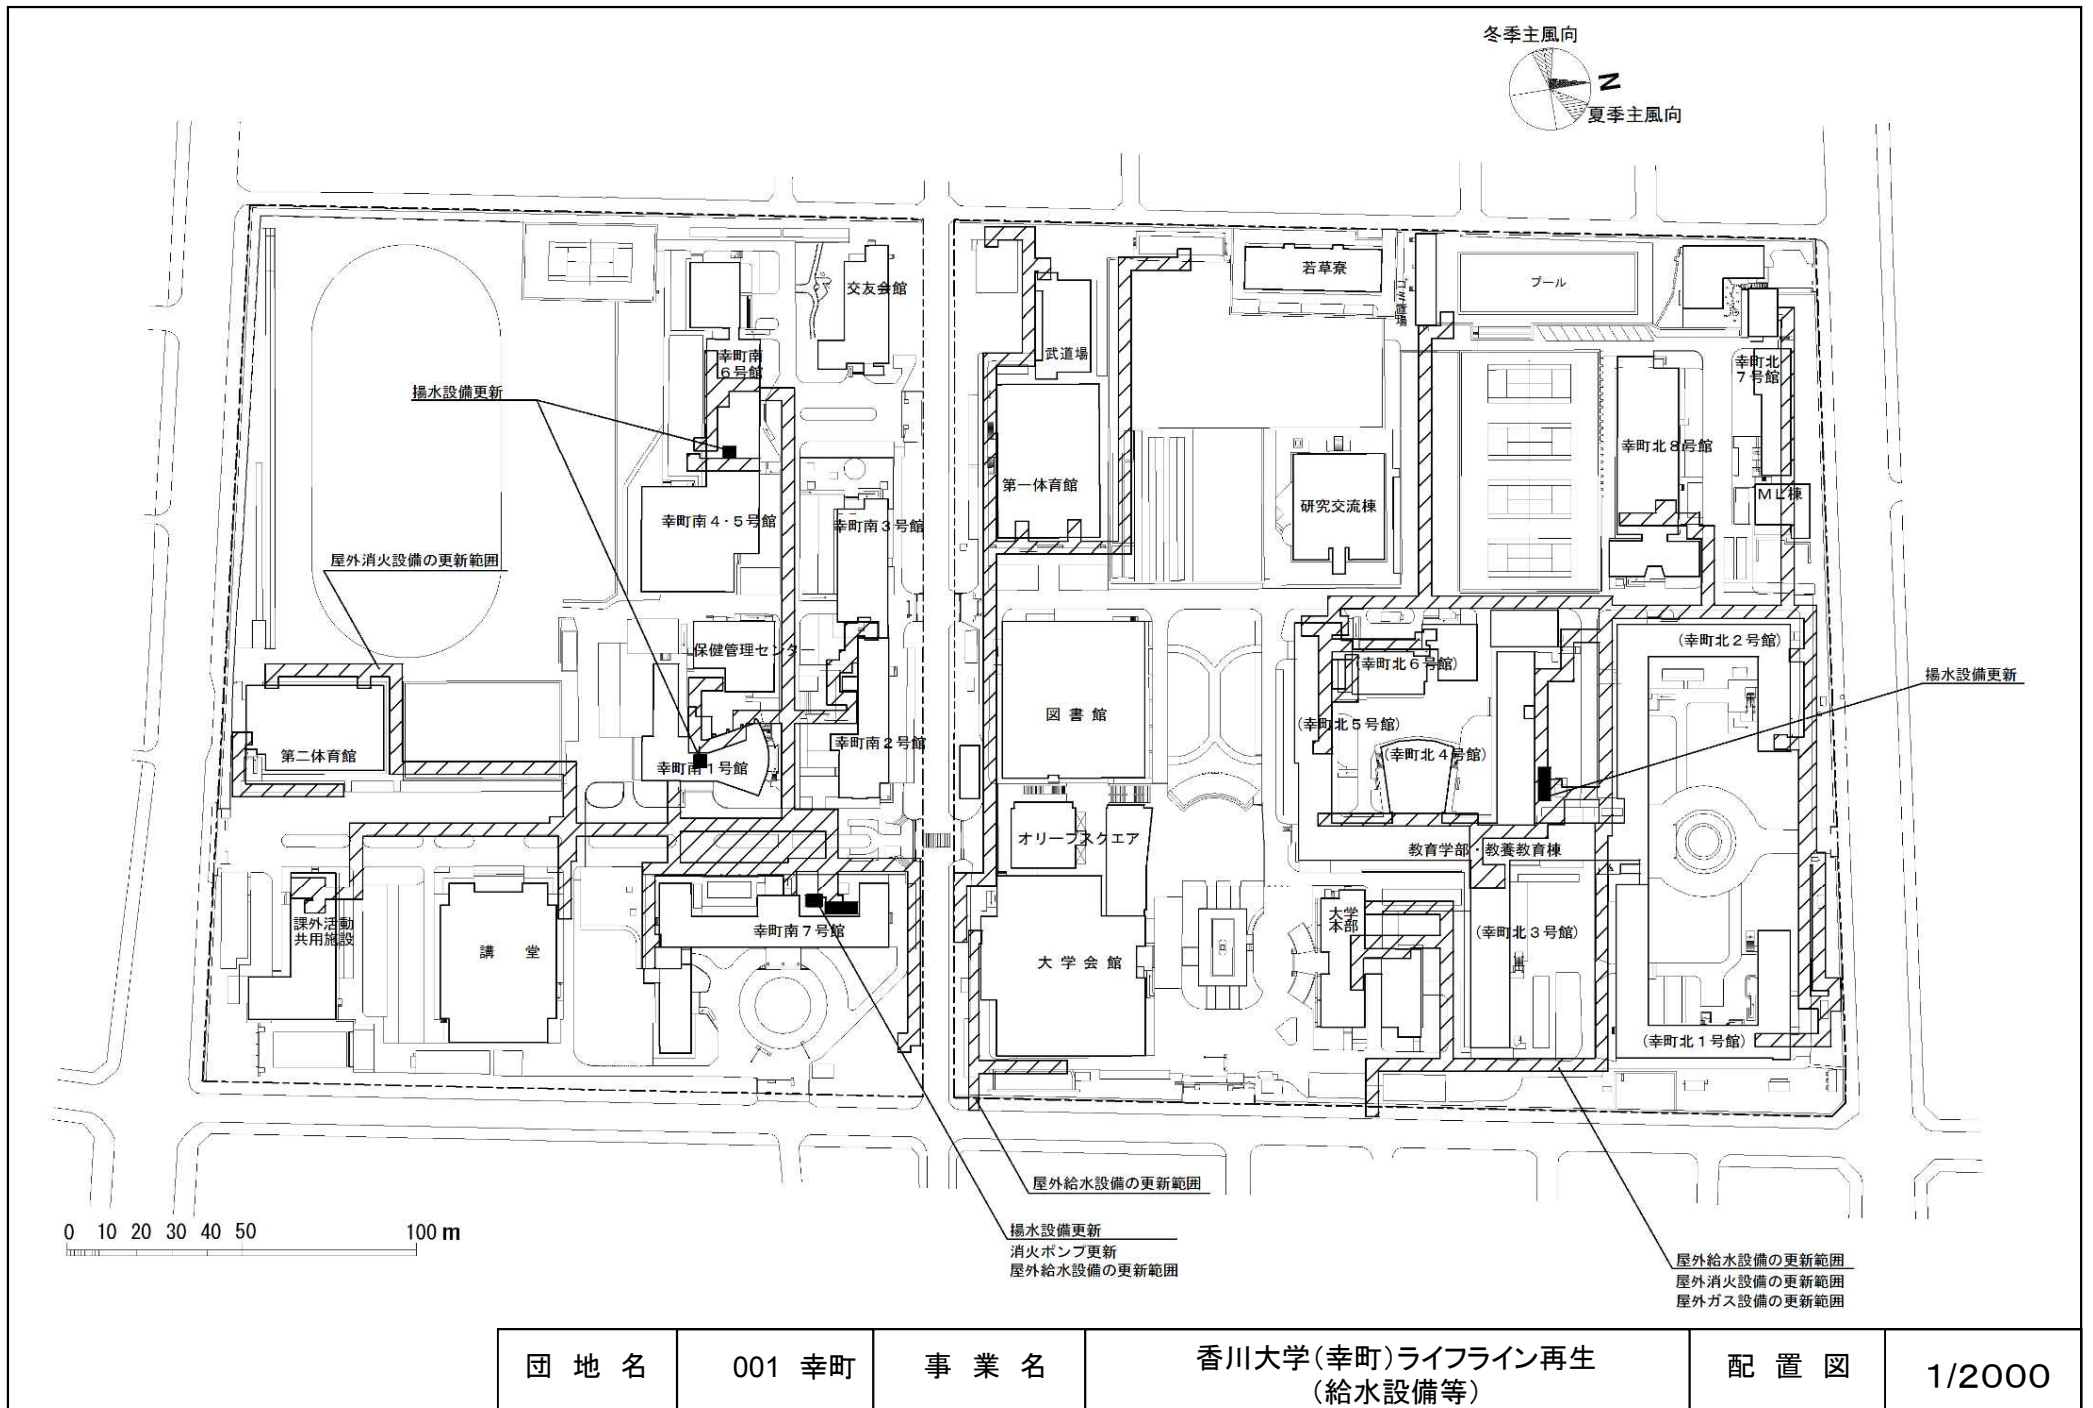 冬季主風向
N
夏季主風向
交友会館
若草寮
プール
武道場
幸町南
6号館
幸町北
7号館
揚水設備更新
幸町北8号館
第一体育館
ML棟
研究交流棟
幸町南4・5号館
幸町南3号館
屋外消火設備の更新範囲
(幸町北2号館)
保健管理センター
(幸町北6号館)
揚水設備更新
図書館
(幸町北5号館)
幸町南2号館
第二体育館
(幸町北4号館)
幸町南1号館
オリーブスクエア
教育学部・教養教育棟
大学
本部
課外活動
共用施設
幸町南7号館
(幸町北3号館)
講堂
大学会館
(幸町北1号館)
屋外給水設備の更新範囲
揚水設備更新
消火ポンプ更新
屋外給水設備の更新範囲
屋外給水設備の更新範囲
屋外消火設備の更新範囲
屋外ガス設備の更新範囲
0 10 20 30 40 50 100 m
団地名 001 幸町 事業名 香川大学(幸町)ライフライン再生
(給水設備等)
配置図 1/2000